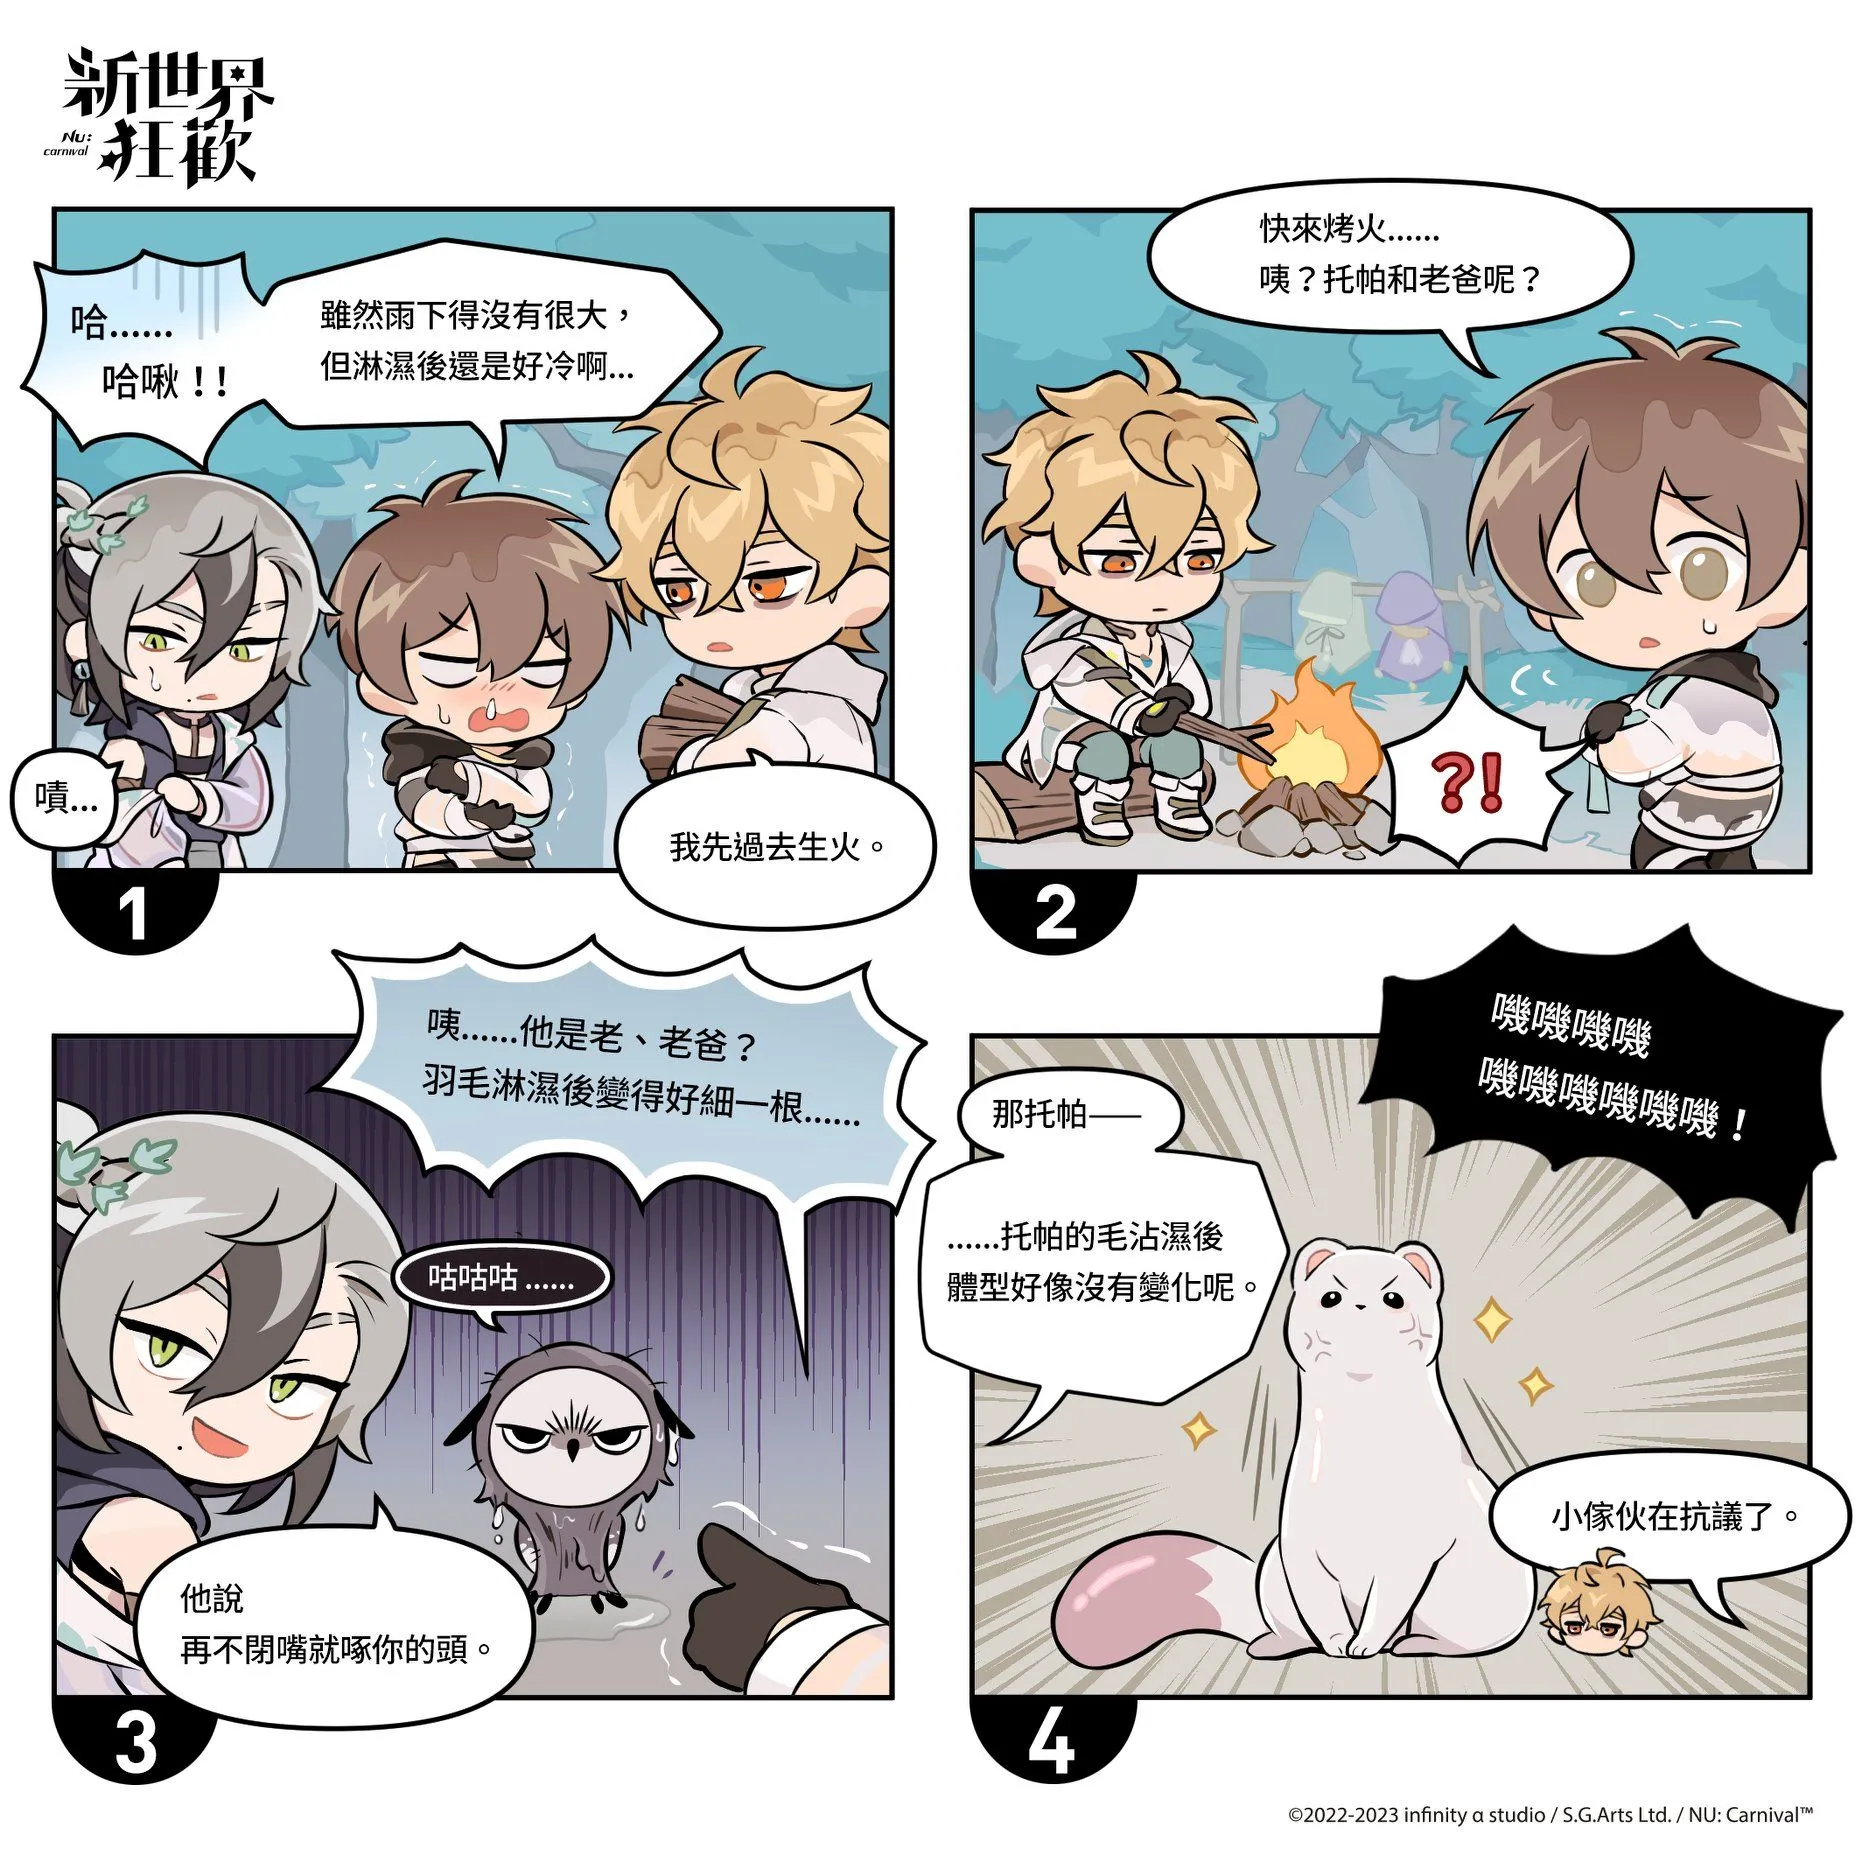 新世界
狂歡
Nu:
carnival
哈……
哈啾！！
雖然雨下得沒有很大，
但淋濕後還是好冷啊…
嘖…
我先過去生火。
1
快來烤火……
咦？托帕和老爸呢？
?!
2
咦……他是老、老爸？
羽毛淋濕後變得好細一根……
咕咕咕……
他說
再不閉嘴就啄你的頭。
3
嘰嘰嘰嘰
嘰嘰嘰嘰嘰嘰！
那托帕——
……托帕的毛沾濕後
體型好像沒有變化呢。
小傢伙在抗議了。
4
©2022-2023 infinity α studio / S.G.Arts Ltd. / NU: Carnival™